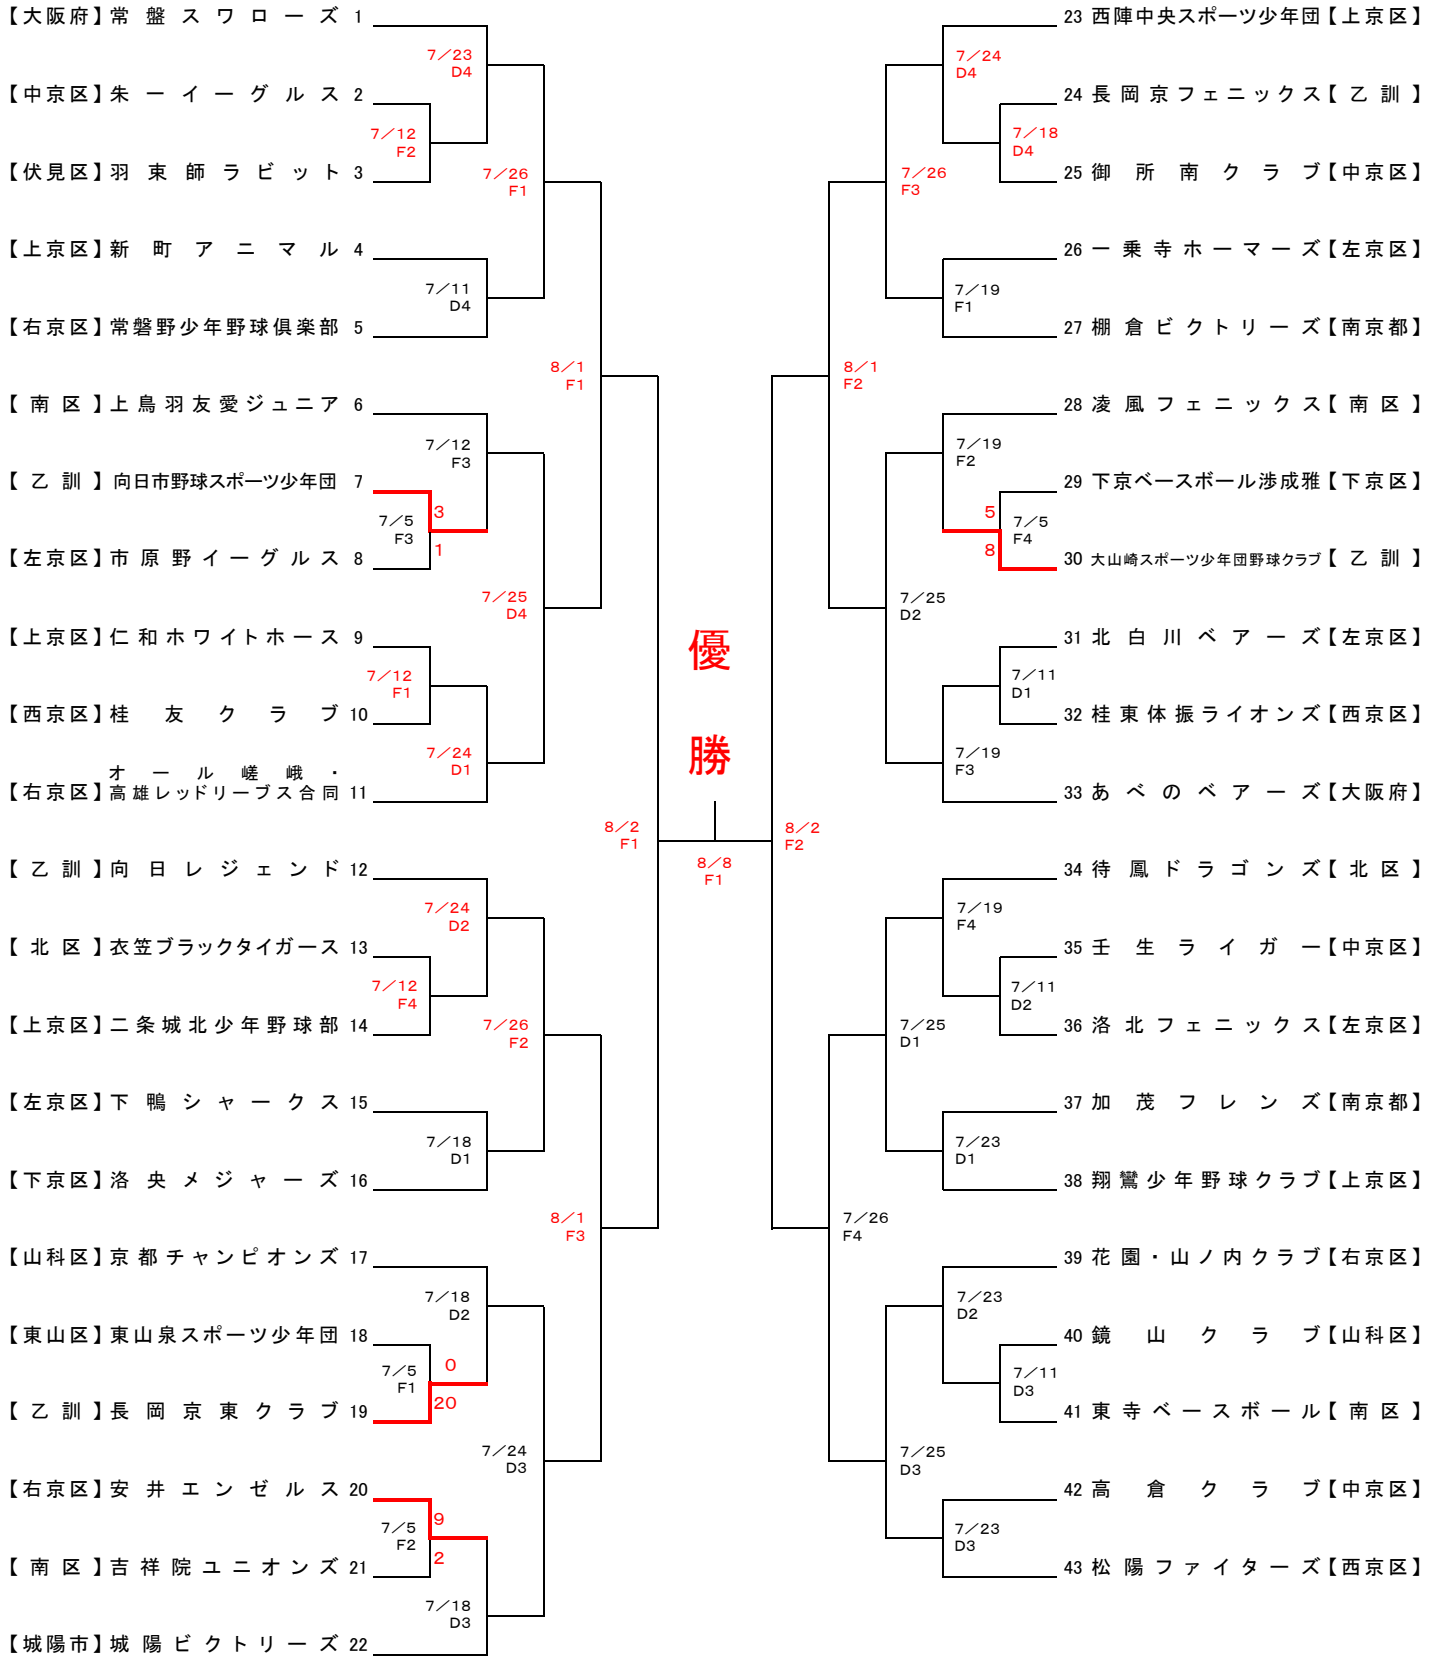 【大阪府】常盤スワローズ 1
7／23
D4
【中京区】朱一イーグルス 2
7／12
F2
【伏見区】羽束師ラビット 3
7／26
F1
【上京区】新町アニマル 4
7／11
D4
【右京区】常磐野少年野球倶楽部 5
8／1
F1
【南区】上鳥羽友愛ジュニア 6
7／12
F3
【乙訓】向日市野球スポーツ少年団 7
3
7／5
F3
1
【左京区】市原野イーグルス 8
7／25
D4
【上京区】仁和ホワイトホース 9
7／12
F1
【西京区】桂友クラブ 10
7／24
D1
オール嵯峨・
【右京区】高雄レッドリーブス合同 11
8／2
F1
【乙訓】向日レジェンド 12
7／24
D2
【北区】衣笠ブラックタイガース 13
7／12
F4
【上京区】二条城北少年野球部 14
7／26
F2
【左京区】下鴨シャークス 15
7／18
D1
【下京区】洛央メジャーズ 16
8／1
F3
【山科区】京都チャンピオンズ 17
7／18
D2
【東山区】東山泉スポーツ少年団 18
0
7／5
F1
20
【乙訓】長岡京東クラブ 19
7／24
D3
【右京区】安井エンゼルス 20
9
7／5
F2
2
【南区】吉祥院ユニオンズ 21
7／18
D3
【城陽市】城陽ビクトリーズ 22
優
勝
8／8
F1
23 西陣中央スポーツ少年団【上京区】
7／24
D4
24 長岡京フェニックス【乙訓】
7／18
D4
25 御所南クラブ【中京区】
7／26
F3
26 一乗寺ホーマーズ【左京区】
7／19
F1
27 棚倉ビクトリーズ【南京都】
8／1
F2
28 凌風フェニックス【南区】
7／19
F2
29 下京ベースボール渉成雅【下京区】
5
7／5
F4
8
30 大山崎スポーツ少年団野球クラブ【乙訓】
7／25
D2
31 北白川ベアーズ【左京区】
7／11
D1
32 桂東体振ライオンズ【西京区】
7／19
F3
33 あべのベアーズ【大阪府】
8／2
F2
34 待鳳ドラゴンズ【北区】
7／19
F4
35 壬生ライガー【中京区】
7／11
D2
36 洛北フェニックス【左京区】
7／25
D1
37 加茂フレンズ【南京都】
7／23
D1
38 翔鸞少年野球クラブ【上京区】
7／26
F4
39 花園・山ノ内クラブ【右京区】
7／23
D2
40 鏡山クラブ【山科区】
7／11
D3
41 東寺ベースボール【南区】
7／25
D3
42 高倉クラブ【中京区】
7／23
D3
43 松陽ファイターズ【西京区】